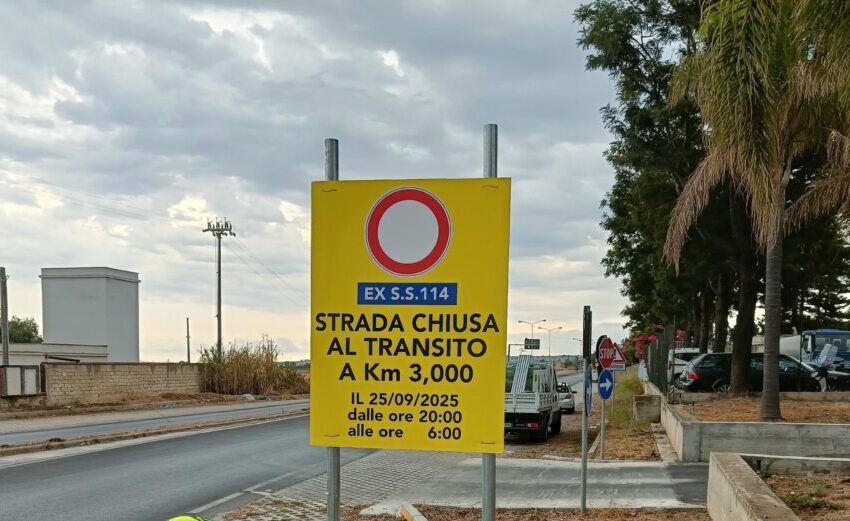 EX S.S.114
STRADA CHIUSA
AL TRANSITO
A Km 3,000
IL 25/09/2025
dalle ore 20:00
alle ore 6:00
STOP